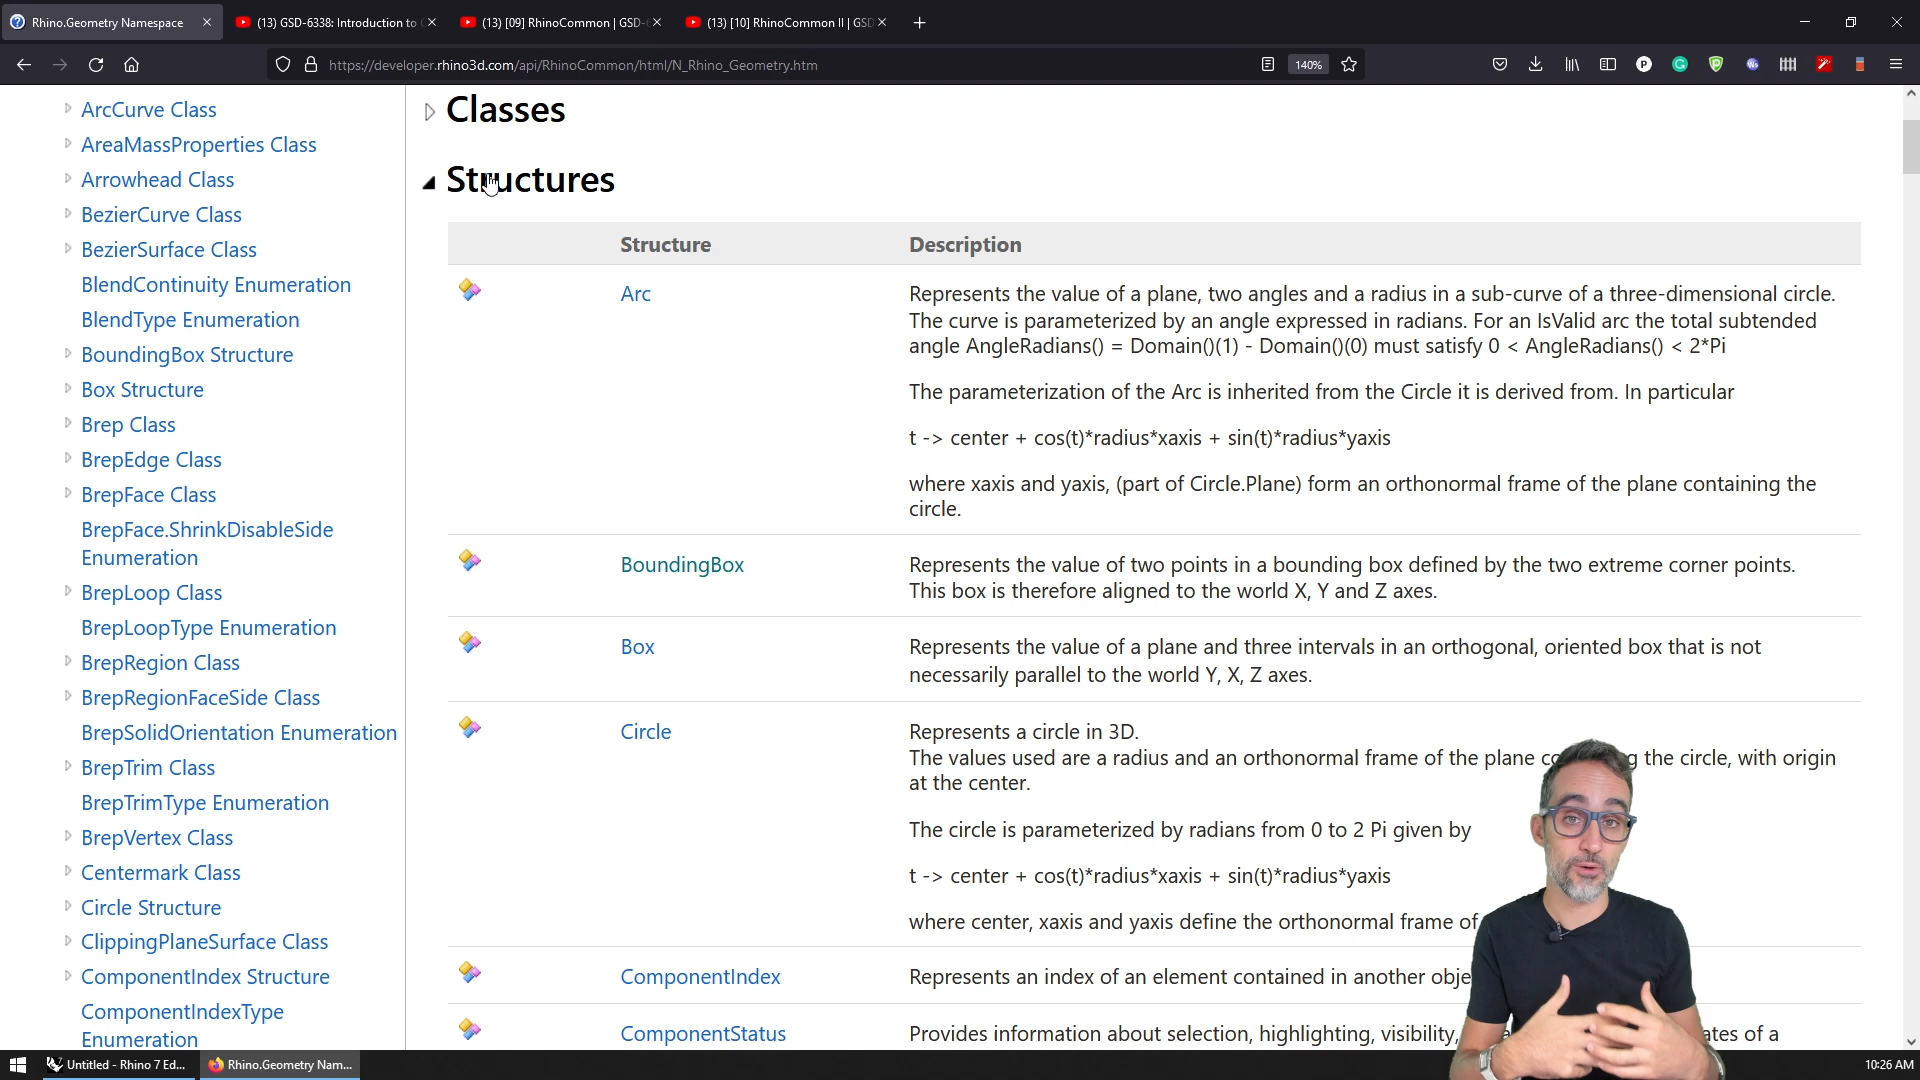 Rhino.Geometry Namespace
(13) GSD-6338: Introduction to
(13) [09] RhinoCommon | GSD-
(13) [10] RhinoCommon II | GSD
https://developer.rhino3d.com/api/RhinoCommon/html/N_Rhino_Geometry.htm
140%
ArcCurve Class
AreaMassProperties Class
Arrowhead Class
BezierCurve Class
BezierSurface Class
BlendContinuity Enumeration
BlendType Enumeration
BoundingBox Structure
Box Structure
Brep Class
BrepEdge Class
BrepFace Class
BrepFace.ShrinkDisableSide
Enumeration
BrepLoop Class
BrepLoopType Enumeration
BrepRegion Class
BrepRegionFaceSide Class
BrepSolidOrientation Enumeration
BrepTrim Class
BrepTrimType Enumeration
BrepVertex Class
Centermark Class
Circle Structure
ClippingPlaneSurface Class
ComponentIndex Structure
ComponentIndexType
Enumeration
Classes
Structures
Structure Description
Arc
Represents the value of a plane, two angles and a radius in a sub-curve of a three-dimensional circle.
The curve is parameterized by an angle expressed in radians. For an IsValid arc the total subtended
angle AngleRadians() = Domain()(1) - Domain()(0) must satisfy 0 < AngleRadians() < 2*Pi
The parameterization of the Arc is inherited from the Circle it is derived from. In particular
t -> center + cos(t)*radius*xaxis + sin(t)*radius*yaxis
where xaxis and yaxis, (part of Circle.Plane) form an orthonormal frame of the plane containing the
circle.
BoundingBox
Represents the value of two points in a bounding box defined by the two extreme corner points.
This box is therefore aligned to the world X, Y and Z axes.
Box
Represents the value of a plane and three intervals in an orthogonal, oriented box that is not
necessarily parallel to the world Y, X, Z axes.
Circle
Represents a circle in 3D.
The values used are a radius and an orthonormal frame of the plane the circle, with origin
at the center.
The circle is parameterized by radians from 0 to 2 Pi given by
t -> center + cos(t)*radius*xaxis + sin(t)*radius*yaxis
where center, xaxis and yaxis define the orthonormal frame of
ComponentIndex
Represents an index of an element contained in another
ComponentStatus
Provides information about selection, highlighting, visibility, of a
Untitled - Rhino 7 Ed...
Rhino.Geometry Nam...
10:26 AM